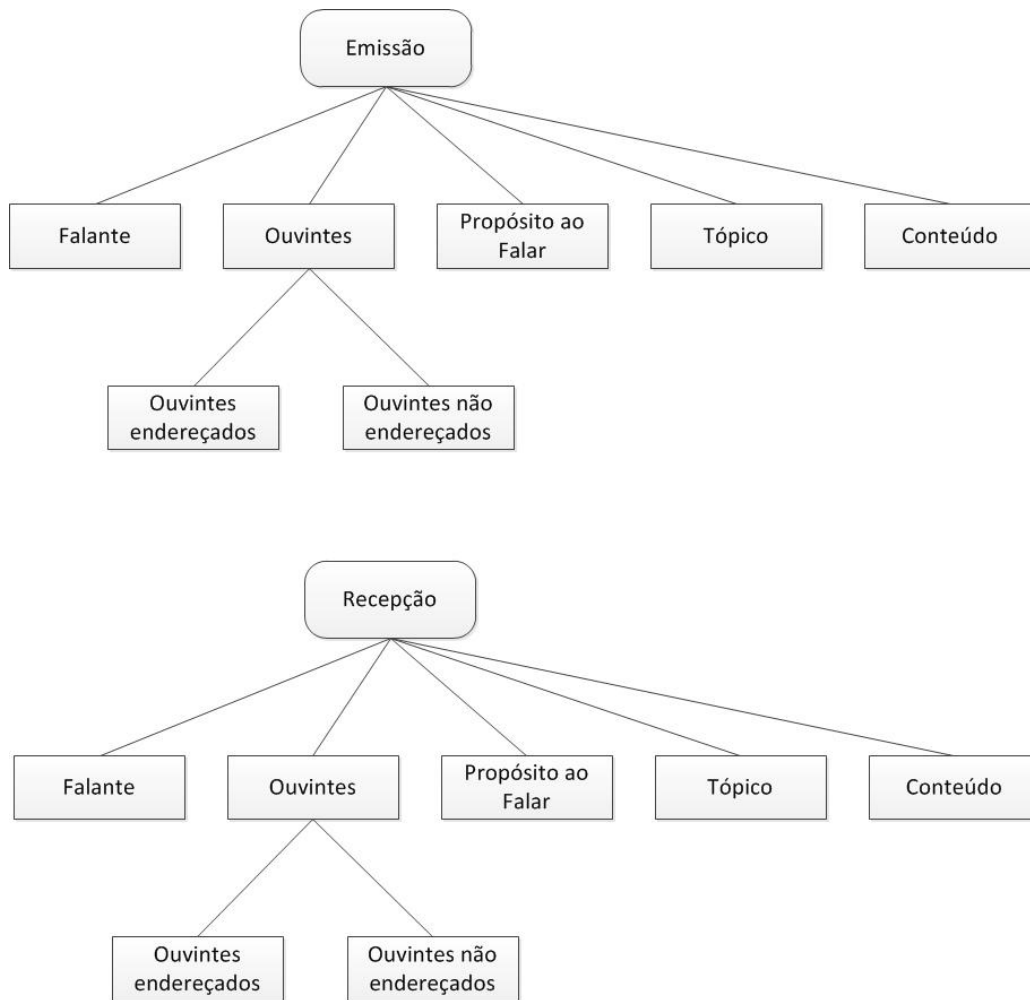 Emissão
Falante
Ouvintes
Propósito ao
Falar
Tópico
Conteúdo
Ouvintes
endereçados
Ouvintes não
endereçados
Recepção
Falante
Ouvintes
Propósito ao
Falar
Tópico
Conteúdo
Ouvintes
endereçados
Ouvintes não
endereçados